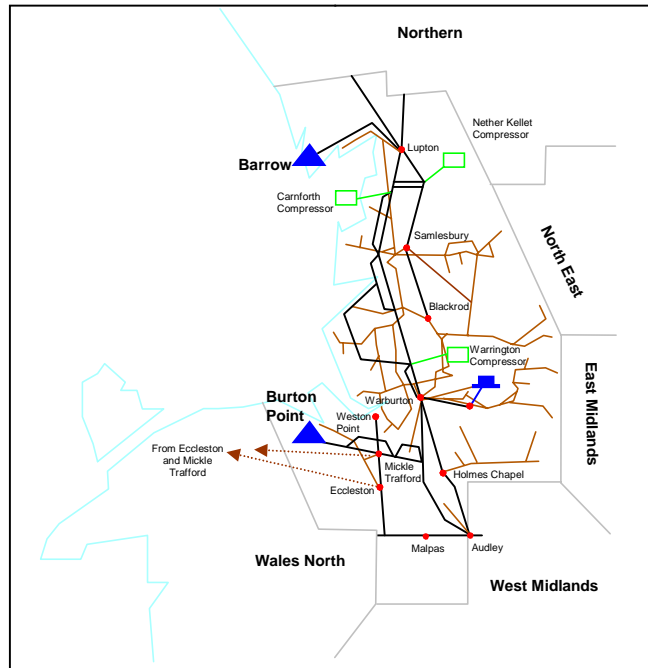 Northern
Nether Kellet
Compressor
Lupton
Barrow
Carnforth
Compressor
Samlesbury
North East
Blackrod
Warrington
Compressor
East Midlands
Burton
Point
Warburton
Weston
Point
From Eccleston
and Mickle
Trafford
Mickle
Trafford
Holmes Chapel
Eccleston
Malpas
Audley
Wales North
West Midlands